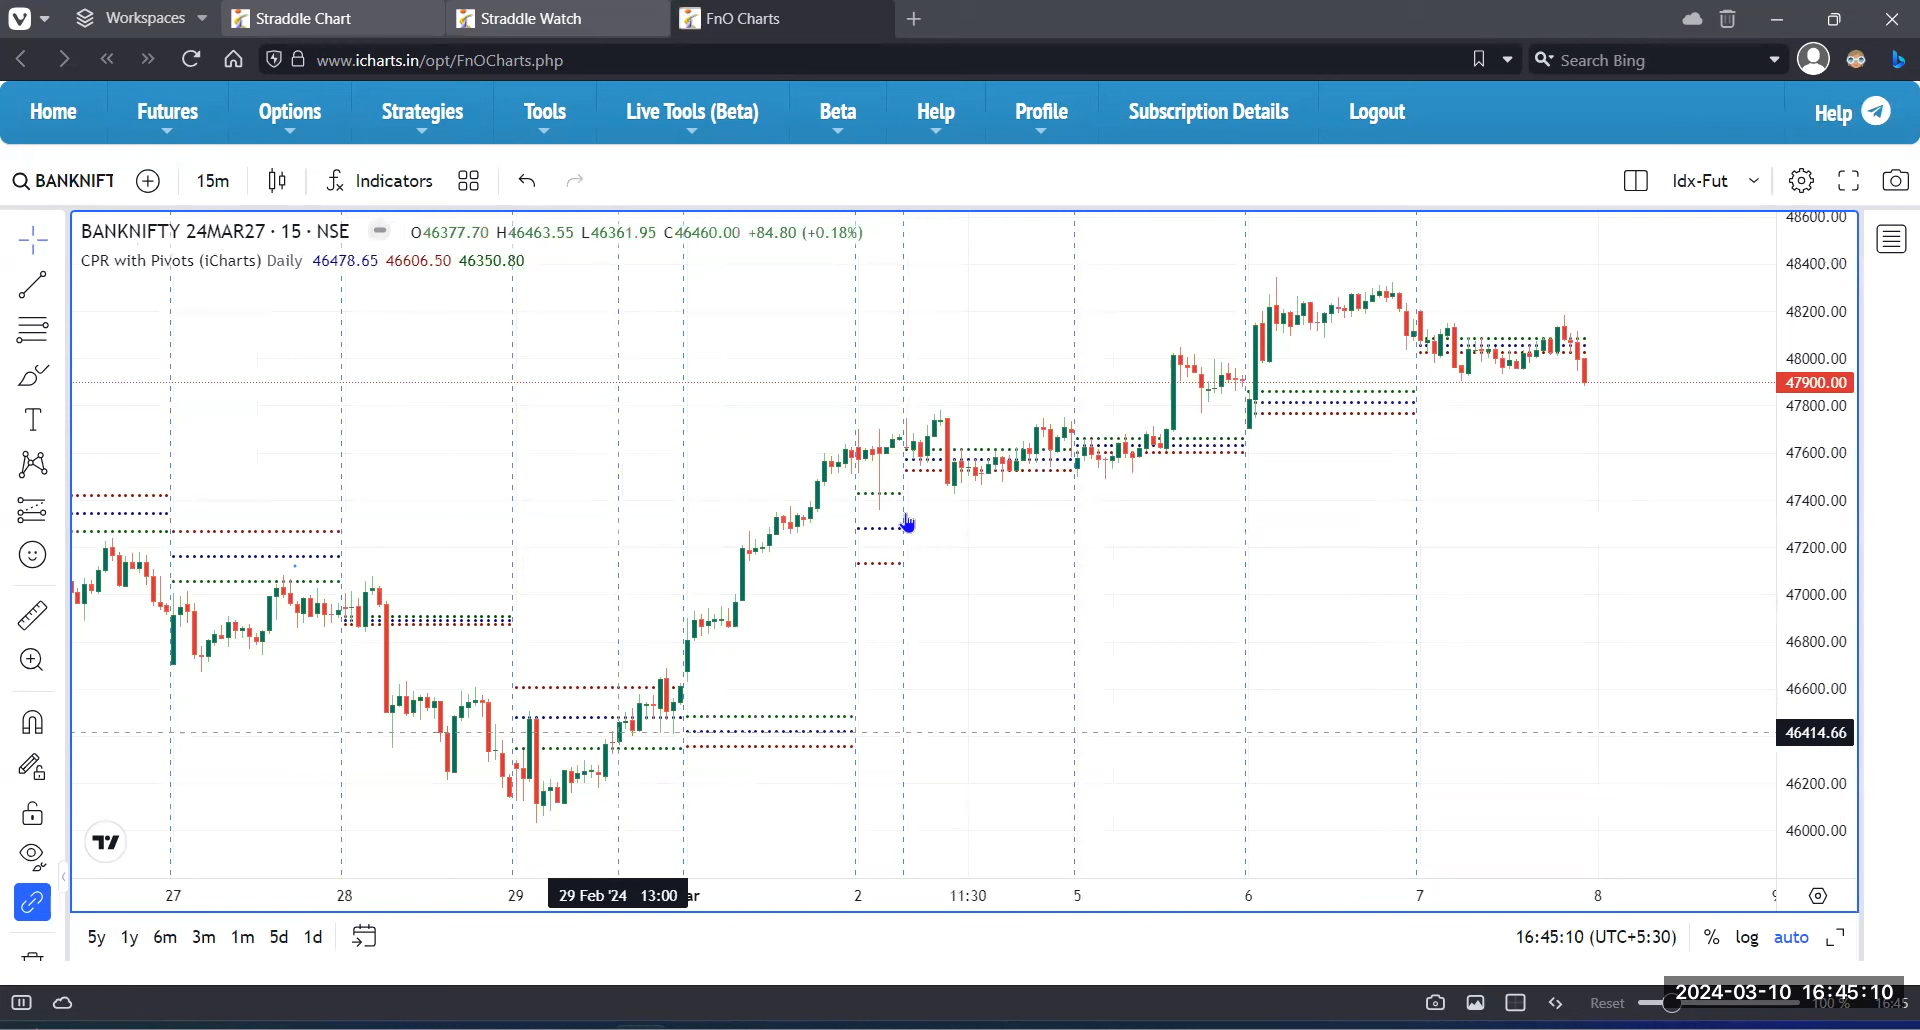 Workspaces
Straddle Chart
Straddle Watch
FnO Charts
www.icharts.in/opt/FnOCharts.php
Search Bing
Home
Futures
Options
Strategies
Tools
Live Tools (Beta)
Beta
Help
Profile
Subscription Details
Logout
Help
BANKNIFT
15m
Indicators
Idx-Fut
BANKNIFTY 24MAR27 · 15 · NSE
O46377.70 H46463.55 L46361.95 C46460.00 +84.80 (+0.18%)
CPR with Pivots (iCharts) Daily 46478.65 46606.50 46350.80
48600.00
48400.00
48200.00
48000.00
47900.00
47800.00
47600.00
47400.00
47200.00
47000.00
46800.00
46600.00
46414.66
46200.00
46000.00
27
28
29
29 Feb '24 13:00
ar
2
11:30
5
6
7
8
5y
1y
6m
3m
1m
5d
1d
16:45:10 (UTC+5:30)
%
log
auto
Reset
2024-03-10 16:45:10
100 %
16:45